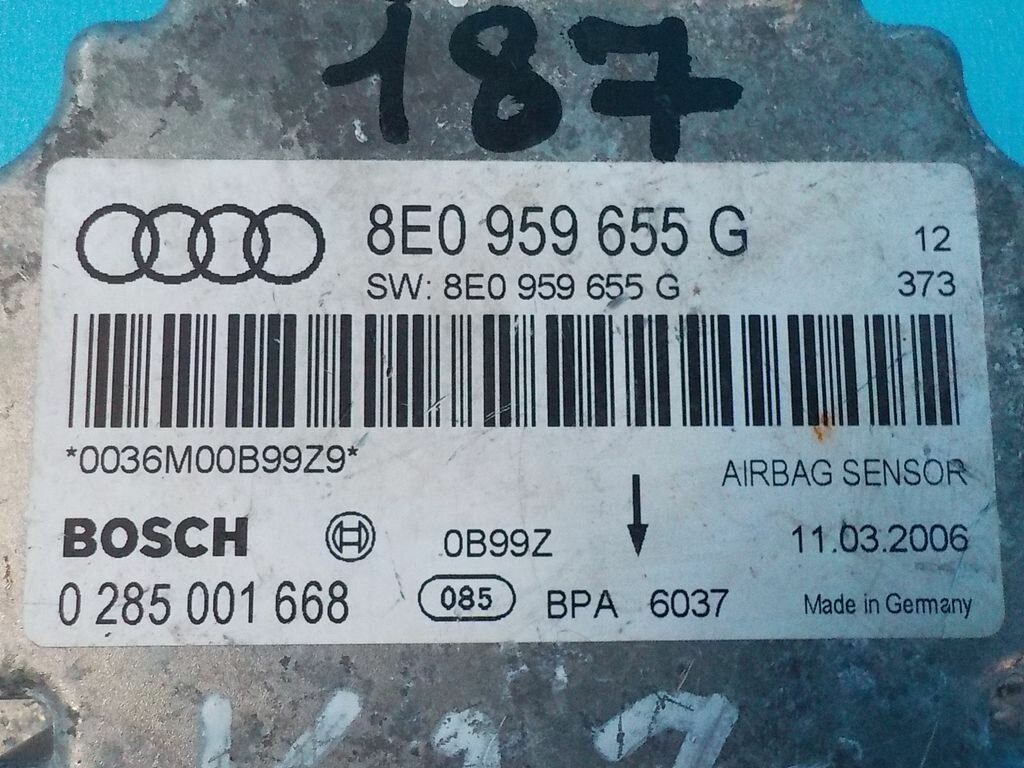 187
8E0 959 655 G 12
SW: 8E0 959 655 G 373
*0036M00B99Z9*
AIRBAG SENSOR
BOSCH 0B99Z 11.03.2006
0 285 001 668 085 BPA 6037 Made in Germany